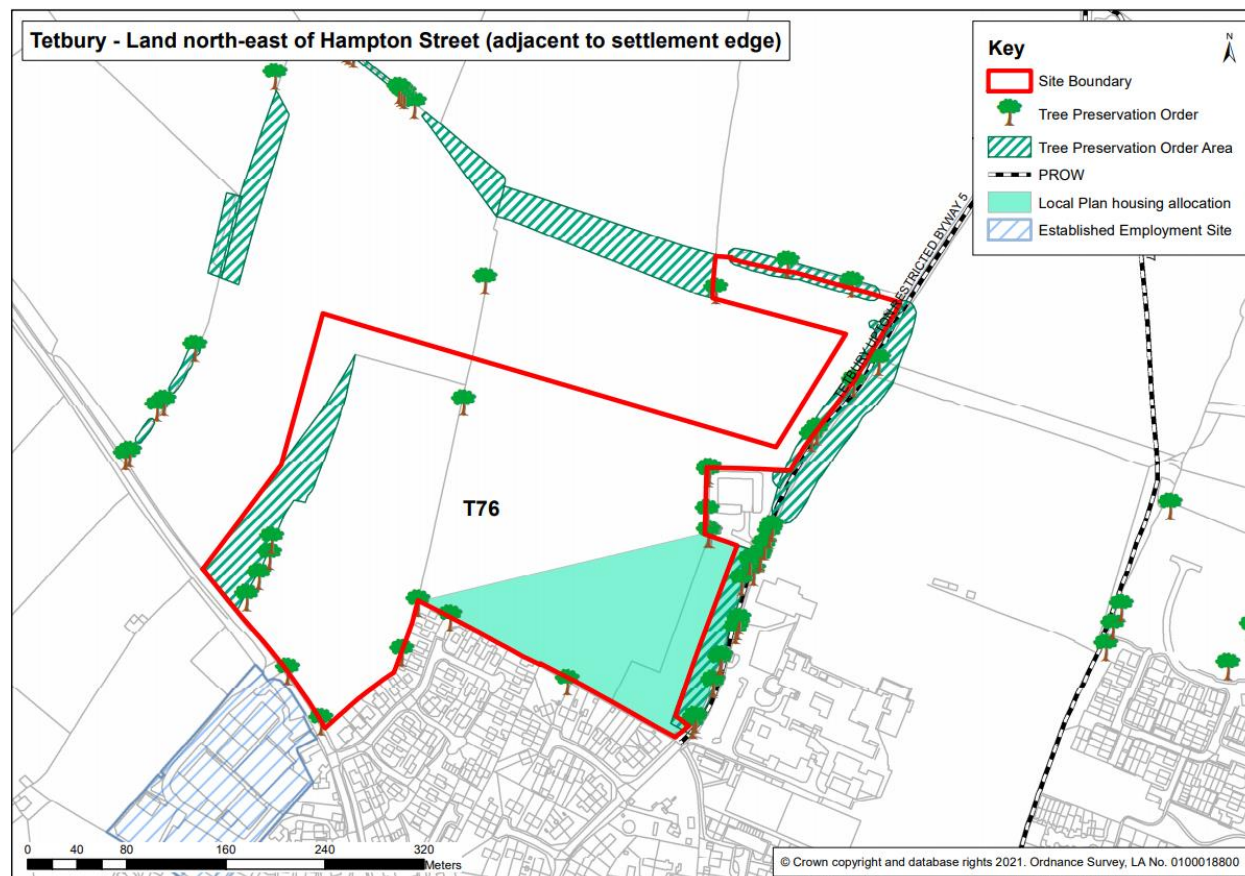 Tetbury - Land north-east of Hampton Street (adjacent to settlement edge)
Key
N
Site Boundary
Tree Preservation Order
Tree Preservation Order Area
PROW
Local Plan housing allocation
Established Employment Site
TETBURY UPTON RESTRICTED BYWAY 5
T76
0 40 80 160 240 320
Meters
© Crown copyright and database rights 2021. Ordnance Survey, LA No. 0100018800